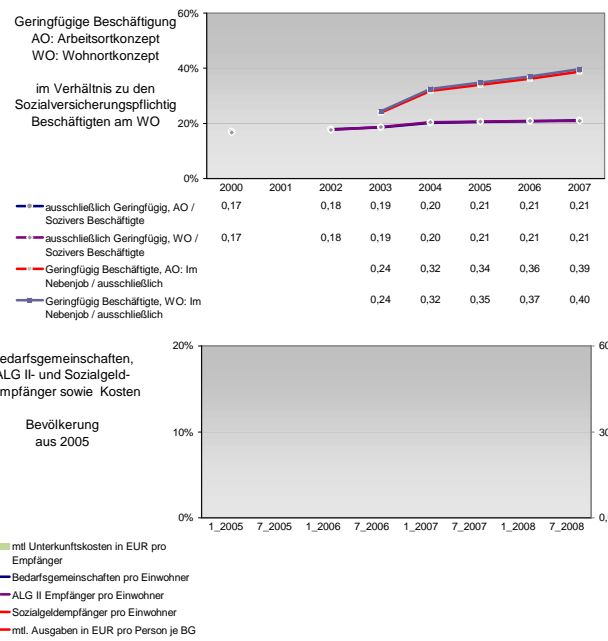 Geringfügige Beschäftigung
AO: Arbeitsortkonzept
WO: Wohnortkonzept
im Verhältnis zu den
Sozialversicherungspflichtig
Beschäftigten am WO
60%
40%
20%
0%
2000 2001 2002 2003 2004 2005 2006 2007
ausschließlich Geringfügig, AO /
Sozivers Beschäftigte
0,17 0,18 0,19 0,20 0,21 0,21 0,21
ausschließlich Geringfügig, WO /
Sozivers Beschäftigte
0,17 0,18 0,19 0,20 0,21 0,21 0,21
Geringfügig Beschäftigte, AO: Im
Nebenjob / ausschließlich
0,24 0,32 0,34 0,36 0,39
Geringfügig Beschäftigte, WO: Im
Nebenjob / ausschließlich
0,24 0,32 0,35 0,37 0,40
edarfsgemeinschaften,
ALG II- und Sozialgeld-
mpfänger sowie Kosten
Bevölkerung
aus 2005
20%
10%
0%
60
30
0,
1_2005 7_2005 1_2006 7_2006 1_2007 7_2007 1_2008 7_2008
mtl Unterkunftskosten in EUR pro
Empfänger
Bedarfsgemeinschaften pro Einwohner
ALG II Empfänger pro Einwohner
Sozialgeldempfänger pro Einwohner
mtl. Ausgaben in EUR pro Person je BG